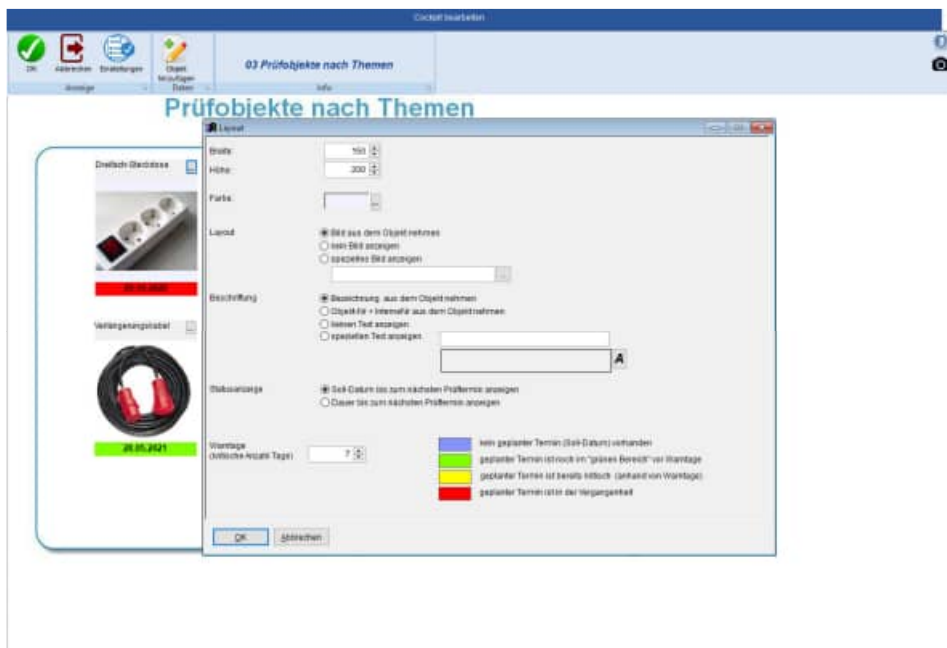 Cockpit bearbeiten
OK
Abbrechen
Einstellungen
Objekt
hinzufügen
Anzeige
Daten
Info
03 Prüfobjekte nach Themen
Prüfobjekte nach Themen
Layout
Dreifach Steckdose
Verlängerungskabel
28.05.2021
Breite:
150
Höhe:
200
Farbe:
...
Layout
Bild aus dem Objekt nehmen
kein Bild anzeigen
spezielles Bild anzeigen
...
Beschriftung
Bezeichnung aus dem Objekt nehmen
Objekt-Nr + InterneNr aus dem Objekt nehmen
keinen Text anzeigen
speziellen Text anzeigen
A
Statusanzeige
Soll-Datum bis zum nächsten Prüftermin anzeigen
Dauer bis zum nächsten Prüftermin anzeigen
Warntage
(kritische Anzahl Tage)
7
kein geplanter Termin (Soll-Datum) vorhanden
geplanter Termin ist noch im "grünen Bereich" vor Warntage
geplanter Termin ist bereits kritisch (anhand von Warntage)
geplanter Termin ist in der Vergangenheit
OK
Abbrechen